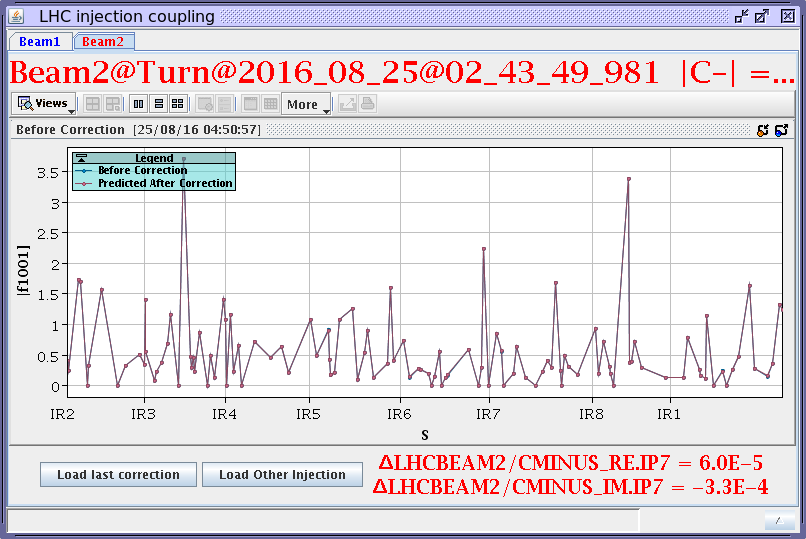 LHC injection coupling
Beam1 Beam2
Beam2@Turn@2016_08_25@02_43_49_981 |C-| =...
Views More
Before Correction [25/08/16 04:50:57]
Legend
Before Correction
Predicted After Correction
|f1001|
3.5
3
2.5
2
1.5
1
0.5
0
IR2 IR3 IR4 IR5 IR6 IR7 IR8 IR1
s
Load last correction Load Other Injection
ΔLHCBEAM2/CMINUS_RE.IP7 = 6.0E-5
ΔLHCBEAM2/CMINUS_IM.IP7 = -3.3E-4